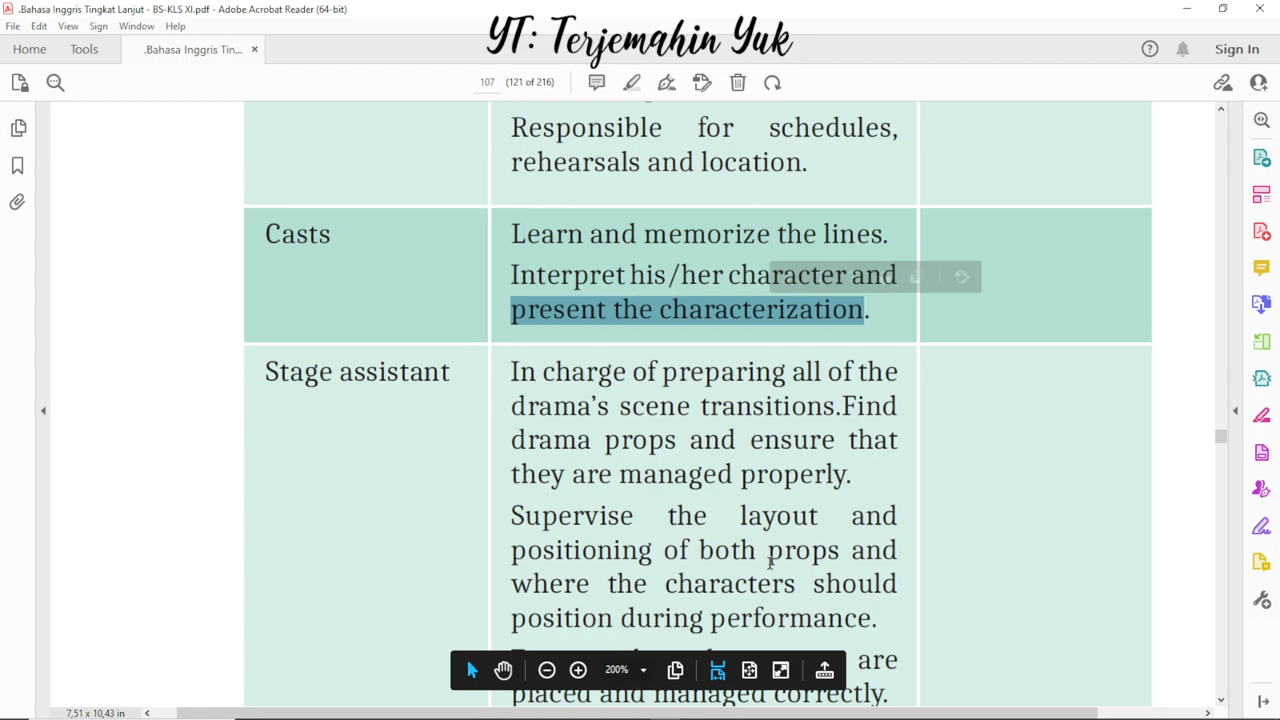 .Bahasa Inggris Tingkat Lanjut - BS-KLS XI.pdf - Adobe Acrobat Reader (64-bit)
File Edit View Sign Window Help
YT: Terjemahin Yuk
Home Tools .Bahasa Inggris Tin... × Sign In
107 (121 of 216)
Responsible for schedules,
rehearsals and location.
Casts
Learn and memorize the lines.
Interpret his/her character and
present the characterization.
Stage assistant
In charge of preparing all of the
drama's scene transitions.Find
drama props and ensure that
they are managed properly.
Supervise the layout and
positioning of both props and
where the characters should
position during performance.
are
placed and managed correctly.
200%
7,51 x 10,43 in